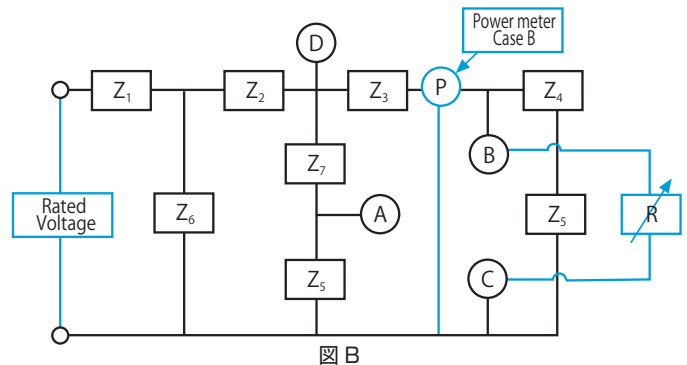 D
Power meter
Case B
Z₁
Z₂
Z₃
P
Z₄
B
Z₇
Rated
Voltage
Z₆
A
Z₅
R
Z₅
C
図 B